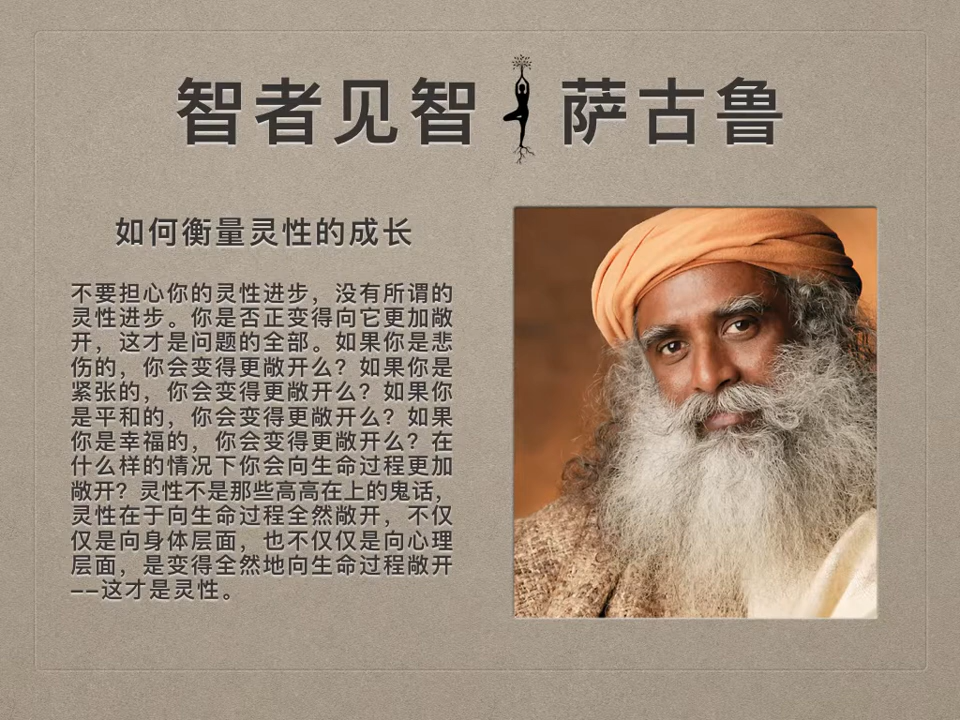 智者见智 萨古鲁
如何衡量灵性的成长
不要担心你的灵性进步，没有所谓的
灵性进步。你是否正变得向它更加敞
开，这才是问题的全部。如果你是悲
伤的，你会变得更敞开么？如果你是
紧张的，你会变得更敞开么？如果你
是平和的，你会变得更敞开么？如果
你是幸福的，你会变得更敞开么？在
什么样的情况下你会向生命过程更加
敞开？灵性不是那些高高在上的鬼话，
灵性在于向生命过程全然敞开，不仅
仅是向身体层面，也不仅仅是向心理
层面，是变得全然地向生命过程敞开
--这才是灵性。